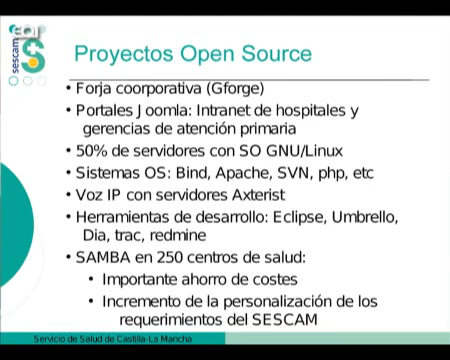 sescam
Proyectos Open Source
• Forja coorporativa (Gforge)
• Portales Joomla: Intranet de hospitales y
gerencias de atención primaria
• 50% de servidores con SO GNU/Linux
• Sistemas OS: Bind, Apache, SVN, php, etc
• Voz IP con servidores Axterist
• Herramientas de desarrollo: Eclipse, Umbrello,
Dia, trac, redmine
• SAMBA en 250 centros de salud:
• Importante ahorro de costes
• Incremento de la personalización de los
requerimientos del SESCAM
Servicio de Salud de Castilla-La Mancha